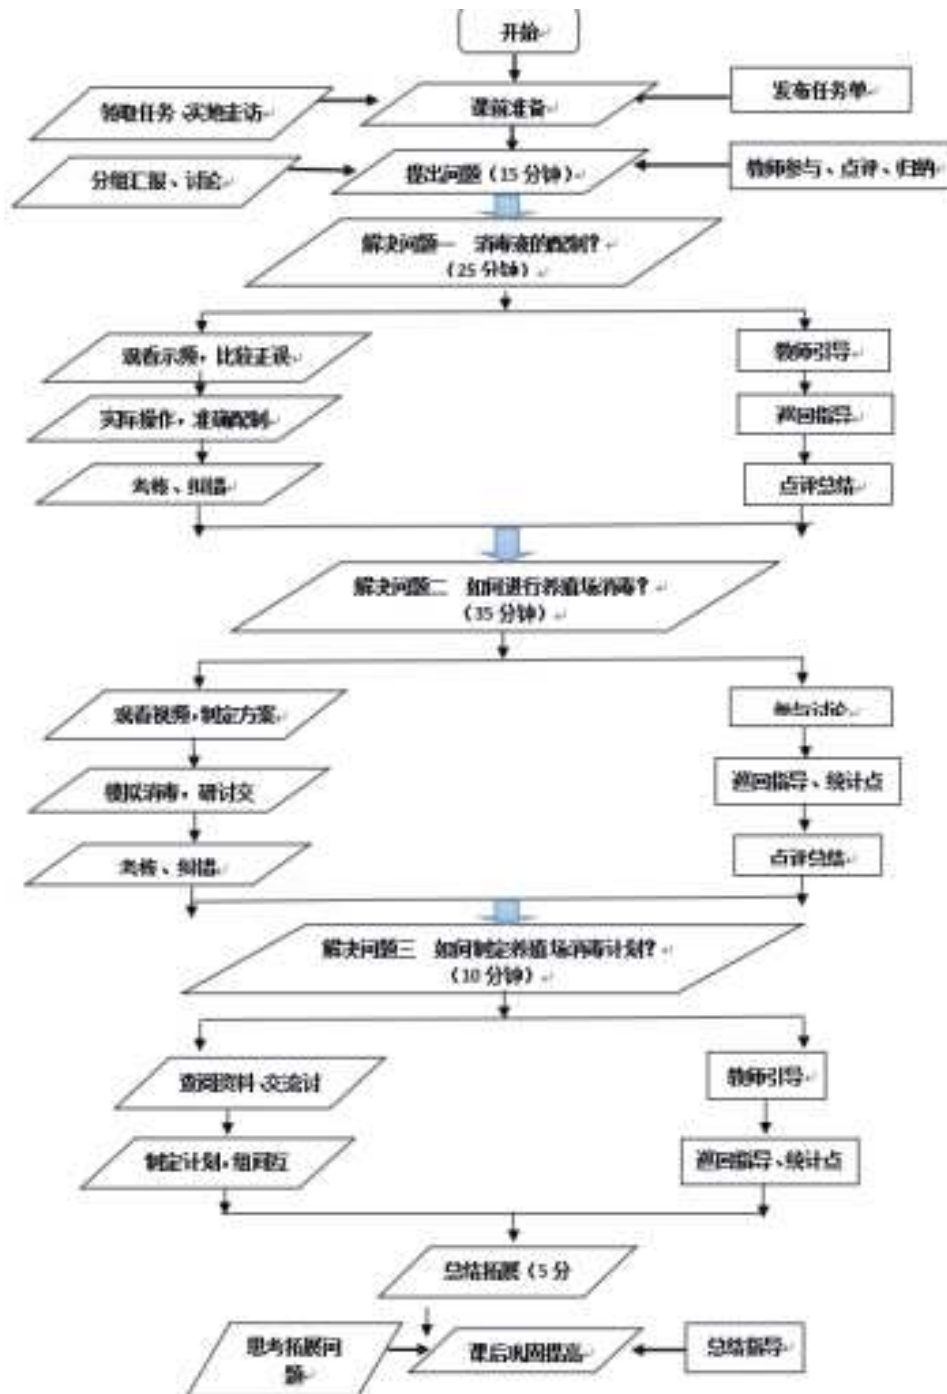 开始
领取任务、实地走访
课前准备
发布任务单
分组汇报、讨论
提出问题（15 分钟）
教师参与、点评、归纳
解决问题一 消毒液的配制？
（25 分钟）
观看示频，比较正误
教师引导
实际操作，准确配制
巡回指导
考核、纠错
点评总结
解决问题二 如何进行养殖场消毒？
（35 分钟）
观看视频，制定方案
参与讨论
模拟消毒，研讨交
巡回指导、统计点
考核、纠错
点评总结
解决问题三 如何制定养殖场消毒计划？
（10 分钟）
查阅资料、交流讨
教师引导
制定计划，组间互
巡回指导、统计点
总结拓展（5 分
思考拓展问
题
课后巩固提高
总结指导